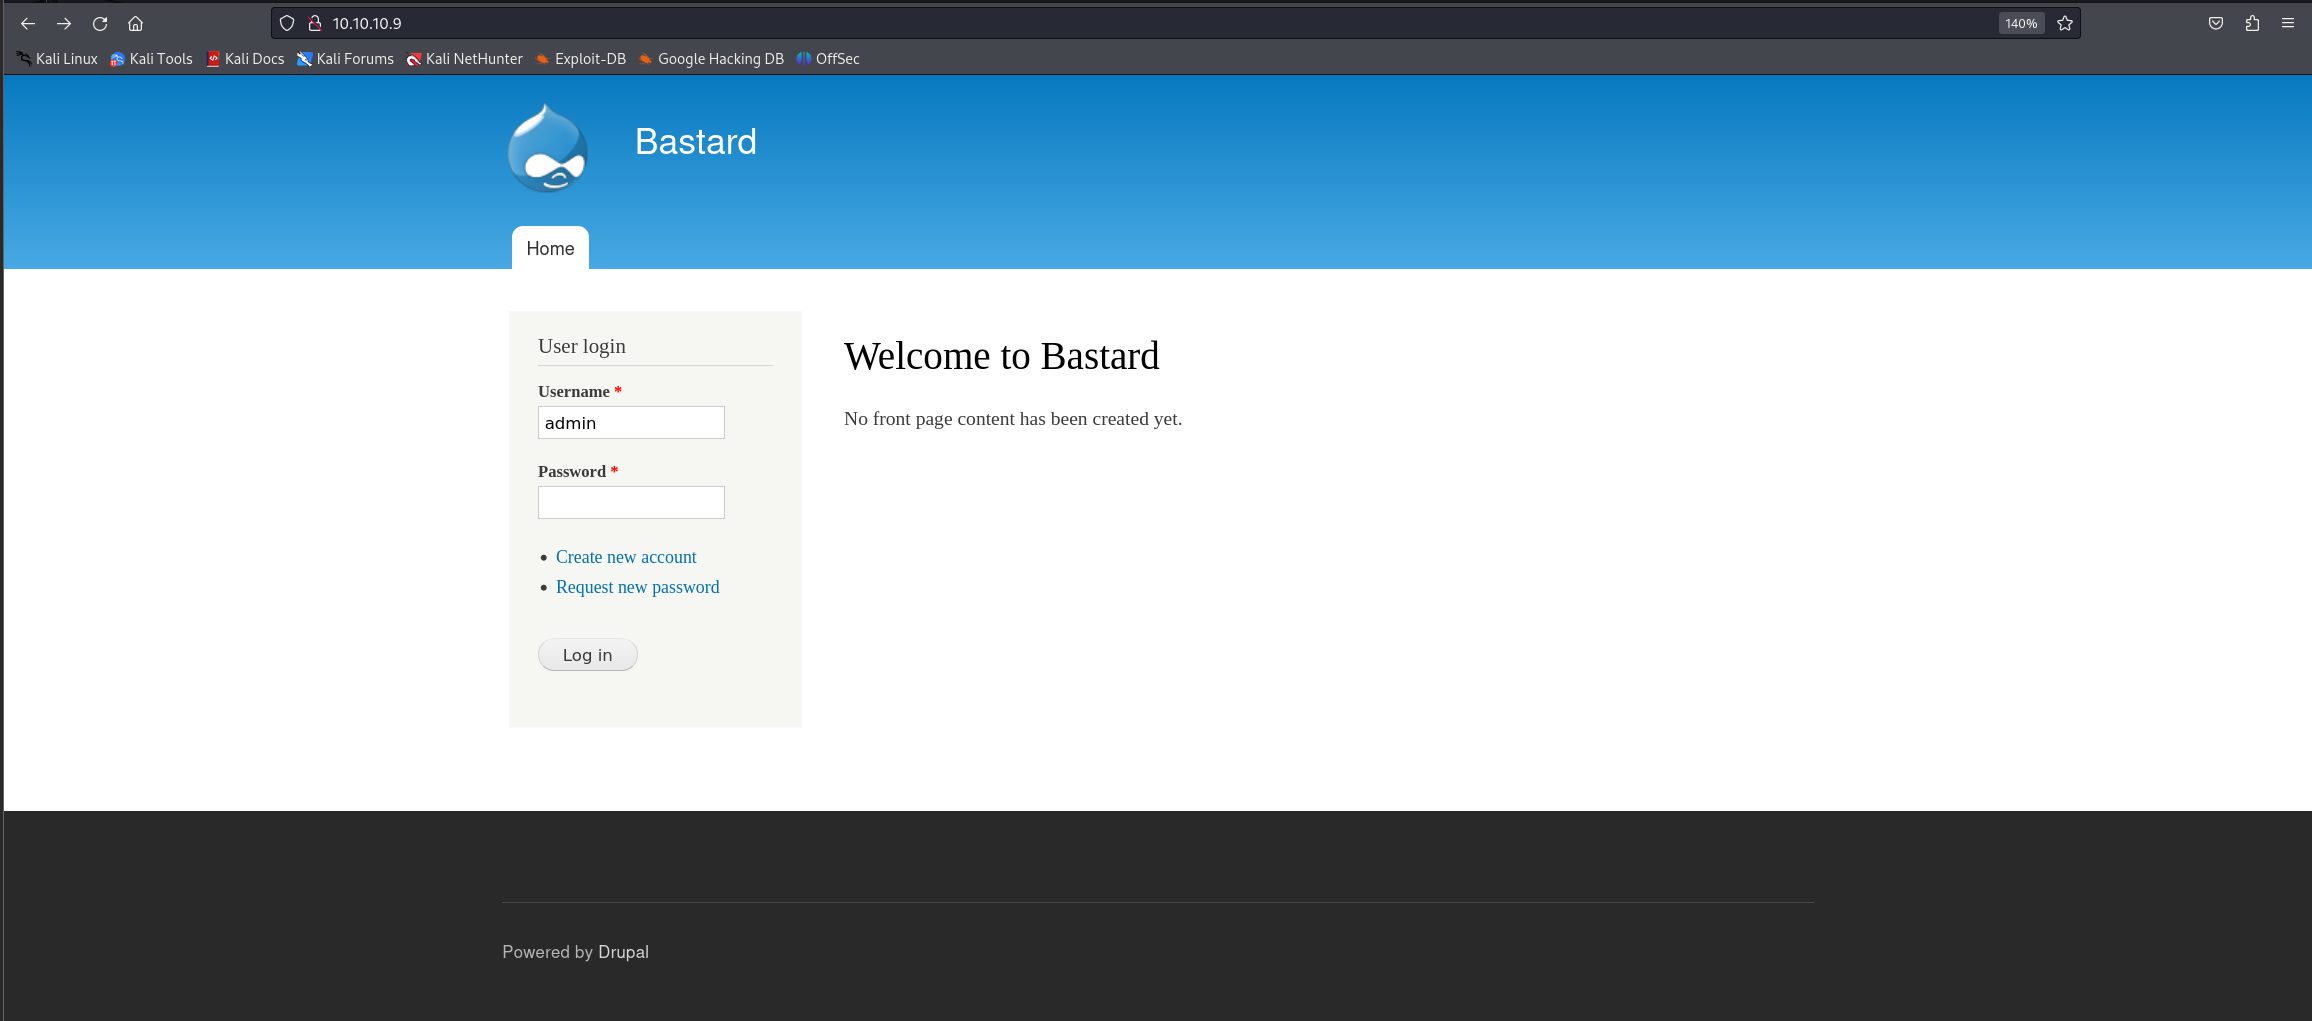 10.10.10.9 140%
Kali Linux Kali Tools Kali Docs Kali Forums Kali NetHunter Exploit-DB Google Hacking DB OffSec
Bastard
Home
User login
Username *
admin
Password *
Create new account
Request new password
Log in
Welcome to Bastard
No front page content has been created yet.
Powered by Drupal